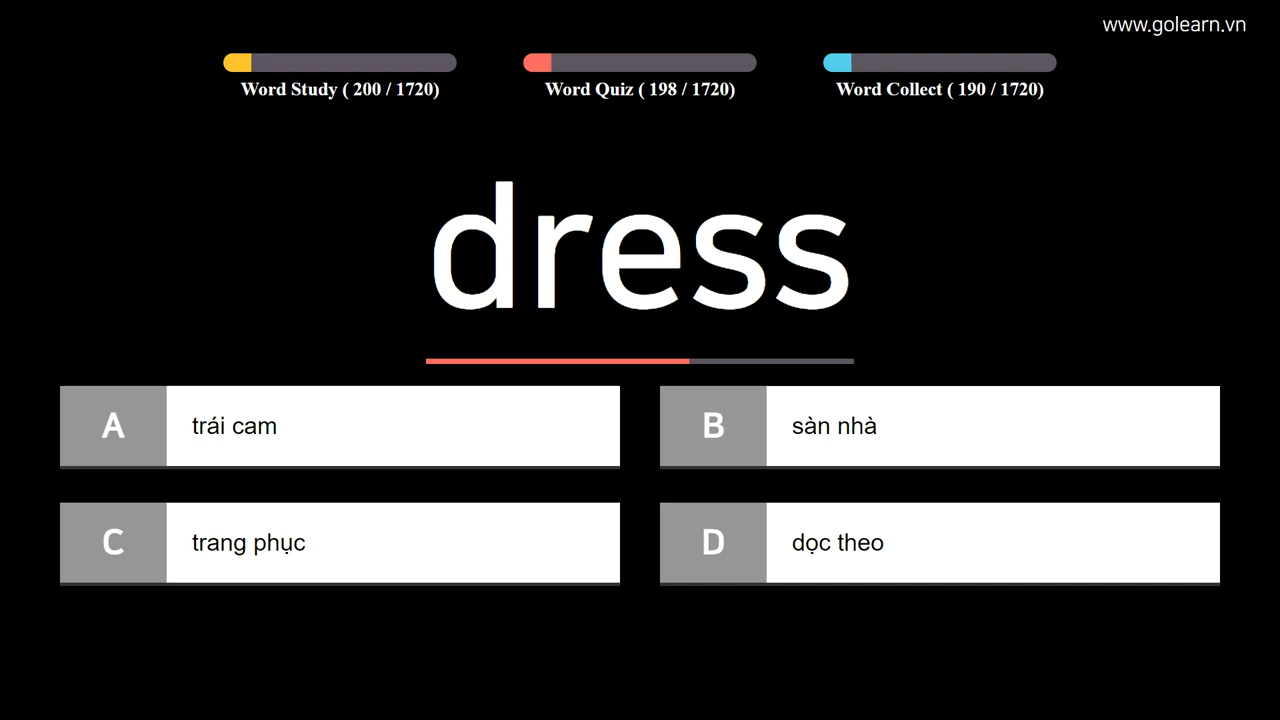 www.golearn.vn
Word Study ( 200 / 1720)
Word Quiz ( 198 / 1720)
Word Collect ( 190 / 1720)
dress
A trái cam
B sàn nhà
C trang phục
D dọc theo